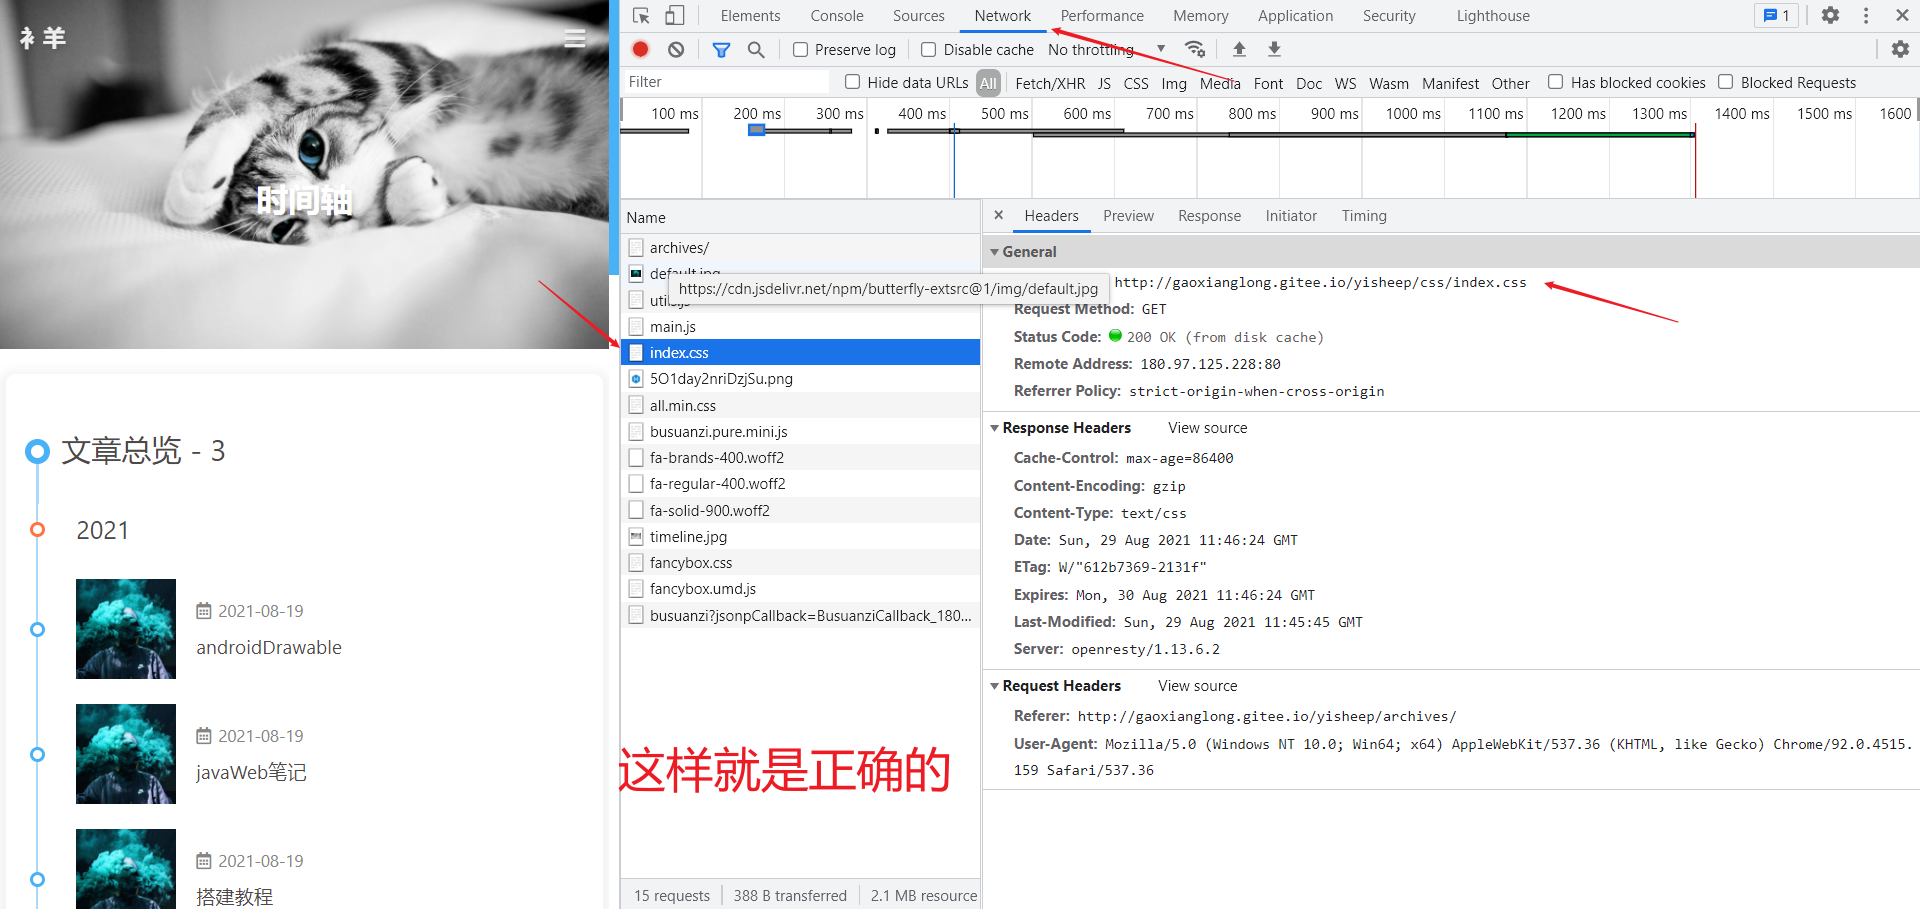 礻羊
时间轴
文章总览 - 3
2021
2021-08-19
androidDrawable
2021-08-19
javaWeb笔记
2021-08-19
搭建教程
Elements Console Sources Network Performance Memory Application Security Lighthouse 1
Preserve log Disable cache No throttling
Filter Hide data URLs All Fetch/XHR JS CSS Img Media Font Doc WS Wasm Manifest Other Has blocked cookies Blocked Requests
100 ms 200 ms 300 ms 400 ms 500 ms 600 ms 700 ms 800 ms 900 ms 1000 ms 1100 ms 1200 ms 1300 ms 1400 ms 1500 ms 1600
Name
archives/
default.jpg
https://cdn.jsdelivr.net/npm/butterfly-extsrc@1/img/default.jpg
utils.js
main.js
index.css
5O1day2nriDzjSu.png
all.min.css
busuanzi.pure.mini.js
fa-brands-400.woff2
fa-regular-400.woff2
fa-solid-900.woff2
timeline.jpg
fancybox.css
fancybox.umd.js
busuanzi?jsonpCallback=BusuanziCallback_180...
这样就是正确的
15 requests 388 B transferred 2.1 MB resource
Headers Preview Response Initiator Timing
General
http://gaoxianglong.gitee.io/yisheep/css/index.css
Request Method: GET
Status Code: 200 OK (from disk cache)
Remote Address: 180.97.125.228:80
Referrer Policy: strict-origin-when-cross-origin
Response Headers View source
Cache-Control: max-age=86400
Content-Encoding: gzip
Content-Type: text/css
Date: Sun, 29 Aug 2021 11:46:24 GMT
ETag: W/"612b7369-2131f"
Expires: Mon, 30 Aug 2021 11:46:24 GMT
Last-Modified: Sun, 29 Aug 2021 11:45:45 GMT
Server: openresty/1.13.6.2
Request Headers View source
Referer: http://gaoxianglong.gitee.io/yisheep/archives/
User-Agent: Mozilla/5.0 (Windows NT 10.0; Win64; x64) AppleWebKit/537.36 (KHTML, like Gecko) Chrome/92.0.4515.
159 Safari/537.36